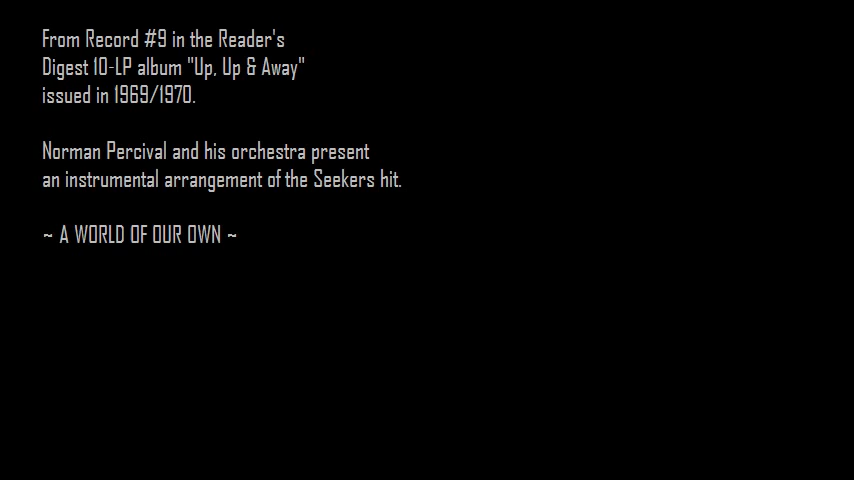 From Record #9 in the Reader's
Digest 10-LP album "Up, Up & Away"
issued in 1969/1970.
Norman Percival and his orchestra present
an instrumental arrangement of the Seekers hit.
~ A WORLD OF OUR OWN ~